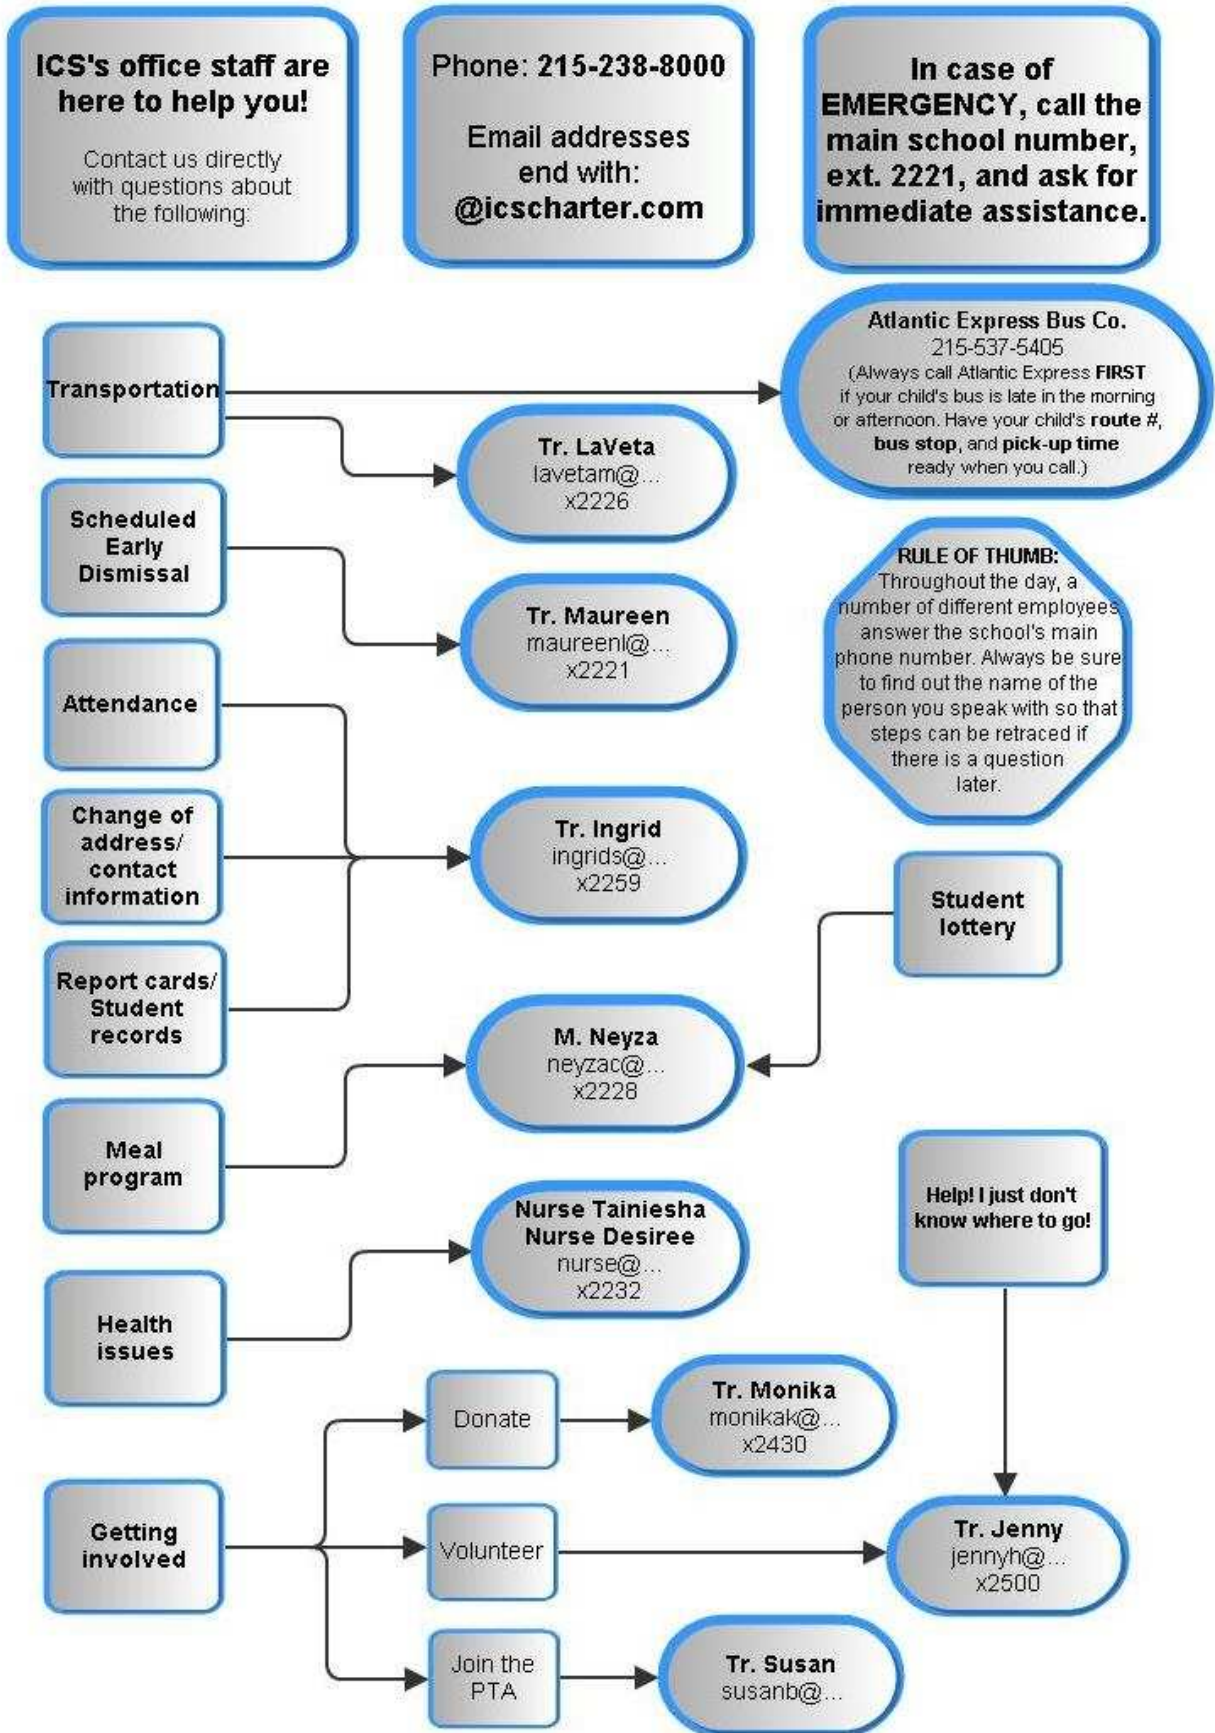 ICS's office staff are
here to help you!
Contact us directly
with questions about
the following:
Phone: 215-238-8000
Email addresses
end with:
@icscharter.com
In case of
EMERGENCY, call the
main school number,
ext. 2221, and ask for
immediate assistance.
Transportation
Atlantic Express Bus Co.
215-537-5405
(Always call Atlantic Express FIRST
if your child's bus is late in the morning
or afternoon. Have your child's route #,
bus stop, and pick-up time
ready when you call.)
Tr. LaVeta
lavetam@...
x2226
Scheduled
Early
Dismissal
Tr. Maureen
maureenl@...
x2221
RULE OF THUMB:
Throughout the day, a
number of different employees
answer the school's main
phone number. Always be sure
to find out the name of the
person you speak with so that
steps can be retraced if
there is a question
later.
Attendance
Change of
address/
contact
information
Tr. Ingrid
ingrids@...
x2259
Student
lottery
Report cards/
Student
records
M. Neyza
neyzac@...
x2228
Meal
program
Help! I just don't
know where to go!
Nurse Tainiesha
Nurse Desiree
nurse@...
x2232
Health
issues
Donate
Tr. Monika
monikak@...
x2430
Getting
involved
Volunteer
Tr. Jenny
jennyh@...
x2500
Join the
PTA
Tr. Susan
susanb@...